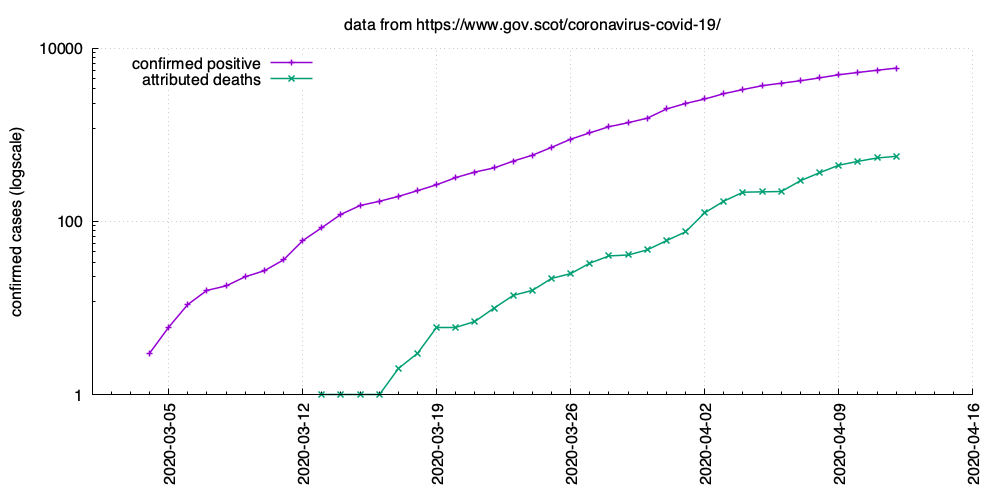 data from https://www.gov.scot/coronavirus-covid-19/
10000
confirmed positive
attributed deaths
confirmed cases (logscale)
100
1
2020-03-05
2020-03-12
2020-03-19
2020-03-26
2020-04-02
2020-04-09
2020-04-16